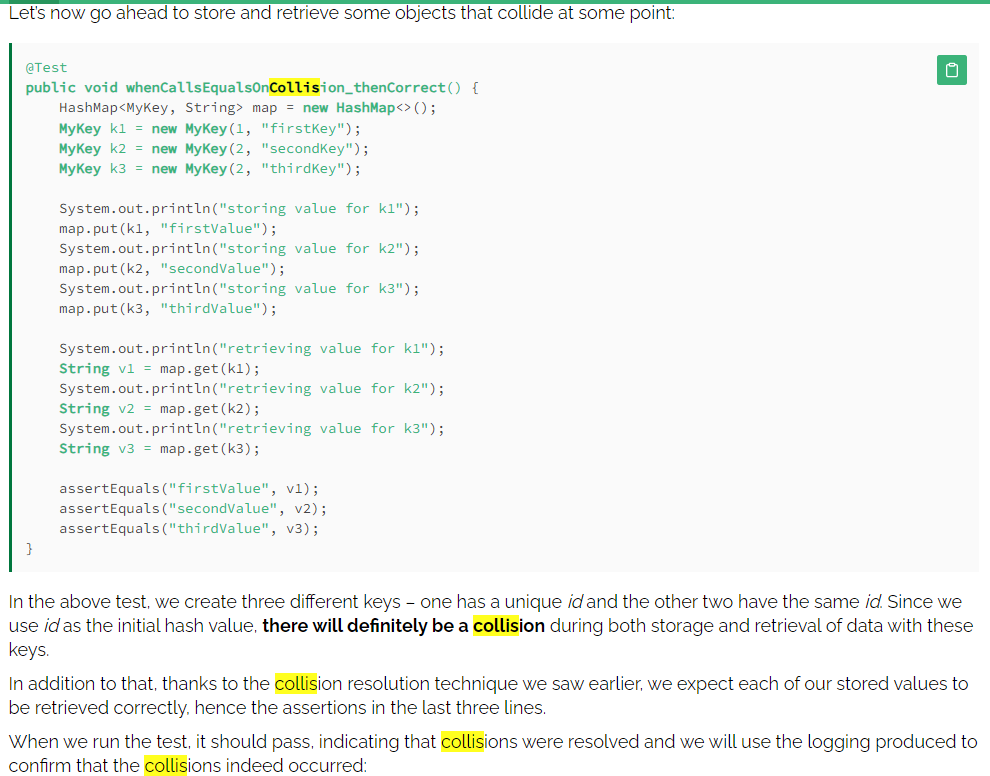 Let's now go ahead to store and retrieve some objects that collide at some point:
@Test
public void whenCallsEqualsOnCollision_thenCorrect() {
    HashMap<MyKey, String> map = new HashMap<>();
    MyKey k1 = new MyKey(1, "firstKey");
    MyKey k2 = new MyKey(2, "secondKey");
    MyKey k3 = new MyKey(2, "thirdKey");
    System.out.println("storing value for k1");
    map.put(k1, "firstValue");
    System.out.println("storing value for k2");
    map.put(k2, "secondValue");
    System.out.println("storing value for k3");
    map.put(k3, "thirdValue");
    System.out.println("retrieving value for k1");
    String v1 = map.get(k1);
    System.out.println("retrieving value for k2");
    String v2 = map.get(k2);
    System.out.println("retrieving value for k3");
    String v3 = map.get(k3);
    assertEquals("firstValue", v1);
    assertEquals("secondValue", v2);
    assertEquals("thirdValue", v3);
}
In the above test, we create three different keys – one has a unique id and the other two have the same id. Since we
use id as the initial hash value, there will definitely be a collision during both storage and retrieval of data with these
keys.
In addition to that, thanks to the collision resolution technique we saw earlier, we expect each of our stored values to
be retrieved correctly, hence the assertions in the last three lines.
When we run the test, it should pass, indicating that collisions were resolved and we will use the logging produced to
confirm that the collisions indeed occurred: